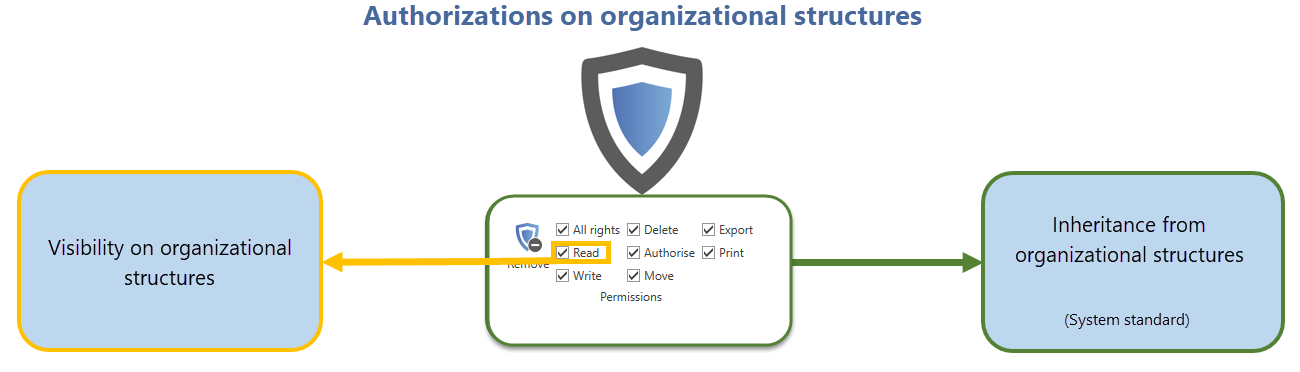 Authorizations on organizational structures
Visibility on organizational
structures
All rights Delete Export
Read Authorise Print
Remove
Write Move
Permissions
Inheritance from
organizational structures
(System standard)